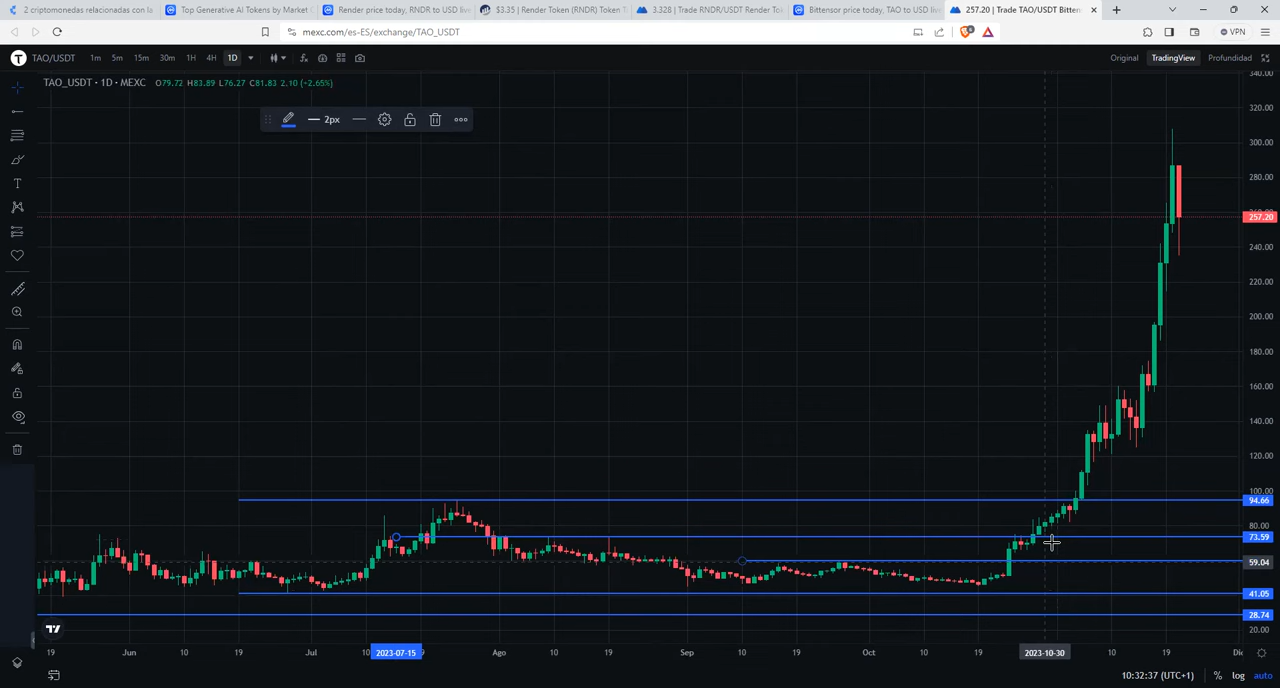 2 criptomonedas relacionadas con la
Top Generative AI Tokens by Market C
Render price today, RNDR to USD live
$3.35 | Render Token (RNDR) Token T
3.328 | Trade RNDR/USDT Render Tok
Bittensor price today, TAO to USD live
257.20 | Trade TAO/USDT Bitten
mexc.com/es-ES/exchange/TAO_USDT
6
VPN
T TAO/USDT 1m 5m 15m 30m 1H 4H 1D
Original TradingView Profundidad
TAO_USDT • 1D • MEXC O79.72 H83.89 L76.27 C81.83 2.10 (+2.65%)
2px
340.00
320.00
300.00
280.00
257.20
240.00
220.00
200.00
180.00
160.00
140.00
120.00
100.00
94.66
80.00
73.59
59.04
41.05
28.74
20.00
19 Jun 10 19 Jul 10 2023-07-15 Ago 10 19 Sep 10 19 Oct 10 19 2023-10-30 10 19 Dic
10:32:37 (UTC+1) % log auto